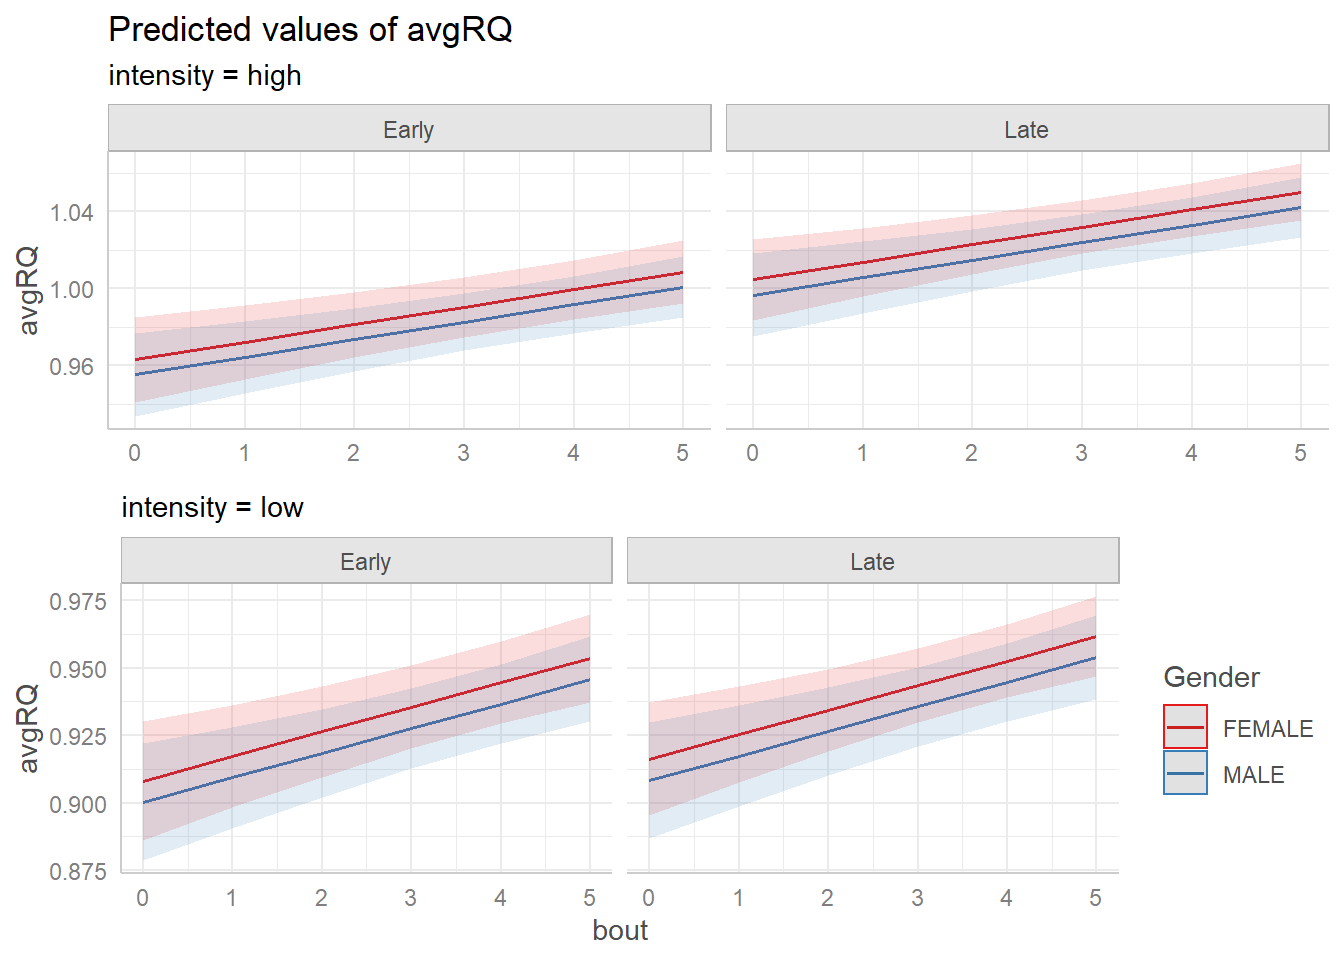 Predicted values of avgRQ
intensity = high
Early Late
1.04
1.00
0.96
avgRQ
0 1 2 3 4 5 0 1 2 3 4 5
intensity = low
Early Late
0.975
0.950
0.925
0.900
0.875
avgRQ
0 1 2 3 4 5 0 1 2 3 4 5
bout
Gender
FEMALE
MALE